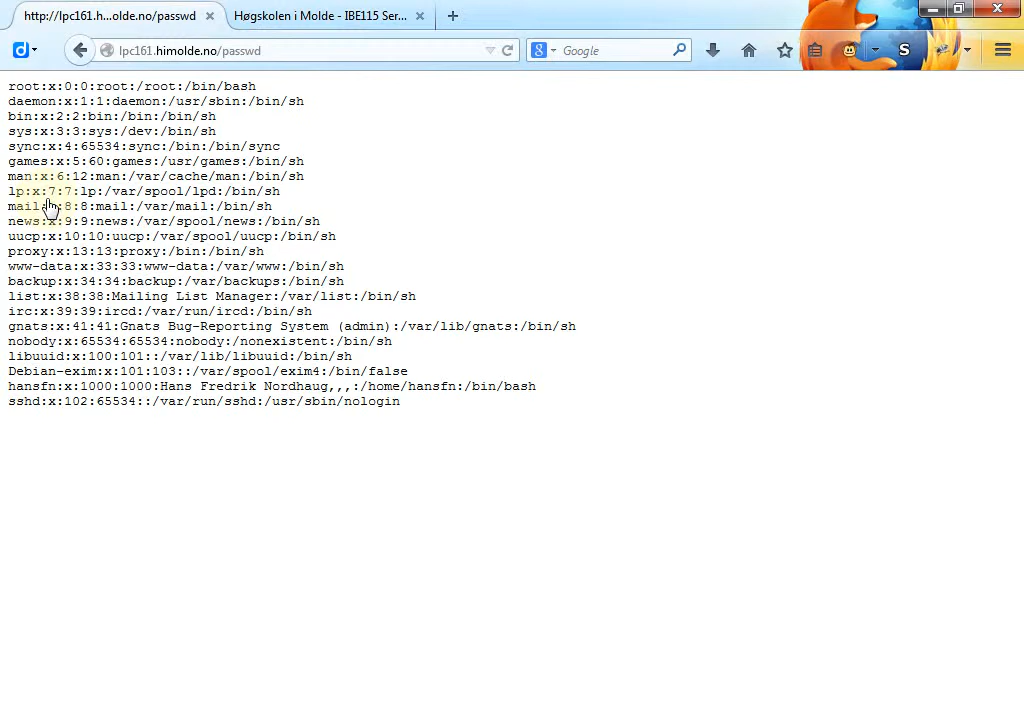 http://lpc161.h...olde.no/passwd
Høgskolen i Molde - IBE115 Ser...
lpc161.himolde.no/passwd
Google
root:x:0:0:root:/root:/bin/bash
daemon:x:1:1:daemon:/usr/sbin:/bin/sh
bin:x:2:2:bin:/bin:/bin/sh
sys:x:3:3:sys:/dev:/bin/sh
sync:x:4:65534:sync:/bin:/bin/sync
games:x:5:60:games:/usr/games:/bin/sh
man:x:6:12:man:/var/cache/man:/bin/sh
lp:x:7:7:lp:/var/spool/lpd:/bin/sh
mail:x:8:8:mail:/var/mail:/bin/sh
news:x:9:9:news:/var/spool/news:/bin/sh
uucp:x:10:10:uucp:/var/spool/uucp:/bin/sh
proxy:x:13:13:proxy:/bin:/bin/sh
www-data:x:33:33:www-data:/var/www:/bin/sh
backup:x:34:34:backup:/var/backups:/bin/sh
list:x:38:38:Mailing List Manager:/var/list:/bin/sh
irc:x:39:39:ircd:/var/run/ircd:/bin/sh
gnats:x:41:41:Gnats Bug-Reporting System (admin):/var/lib/gnats:/bin/sh
nobody:x:65534:65534:nobody:/nonexistent:/bin/sh
libuuid:x:100:101::/var/lib/libuuid:/bin/sh
Debian-exim:x:101:103::/var/spool/exim4:/bin/false
hansfn:x:1000:1000:Hans Fredrik Nordhaug,,,:/home/hansfn:/bin/bash
sshd:x:102:65534::/var/run/sshd:/usr/sbin/nologin